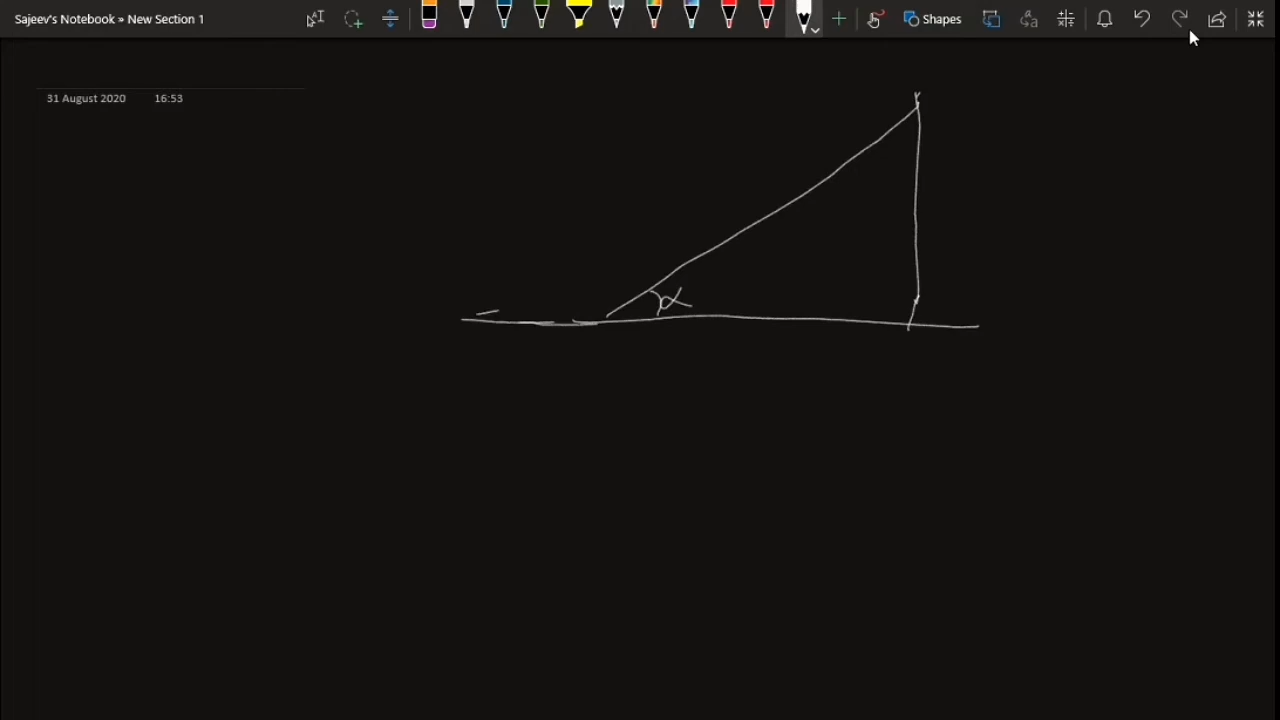 Sajeev's Notebook » New Section 1
Shapes
31 August 2020 16:53
α